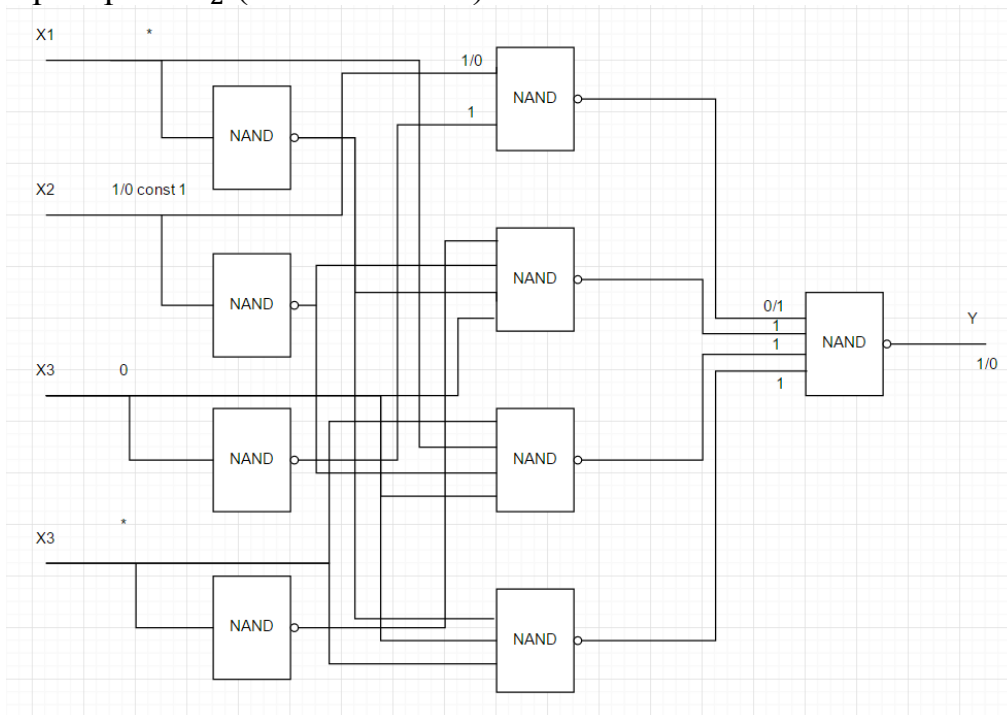 X1 *
1/0
NAND
1
NAND
X2 1/0 const 1
NAND
NAND
0/1
1
Y
NAND
1
1/0
X3 0
1
NAND
NAND
X3 *
NAND
NAND